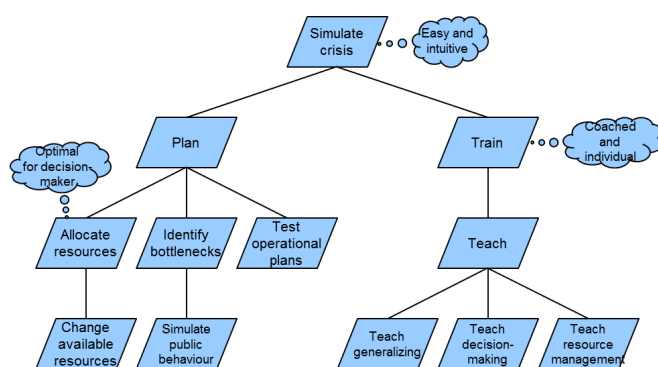 Simulate
crisis
Easy and
intuitive
Plan
Train
Coached
and
individual
Optimal
for decision-
maker
Allocate
resources
Identify
bottlenecks
Test
operational
plans
Teach
Change
available
resources
Simulate
public
behaviour
Teach
generalizing
Teach
decision-
making
Teach
resource
management